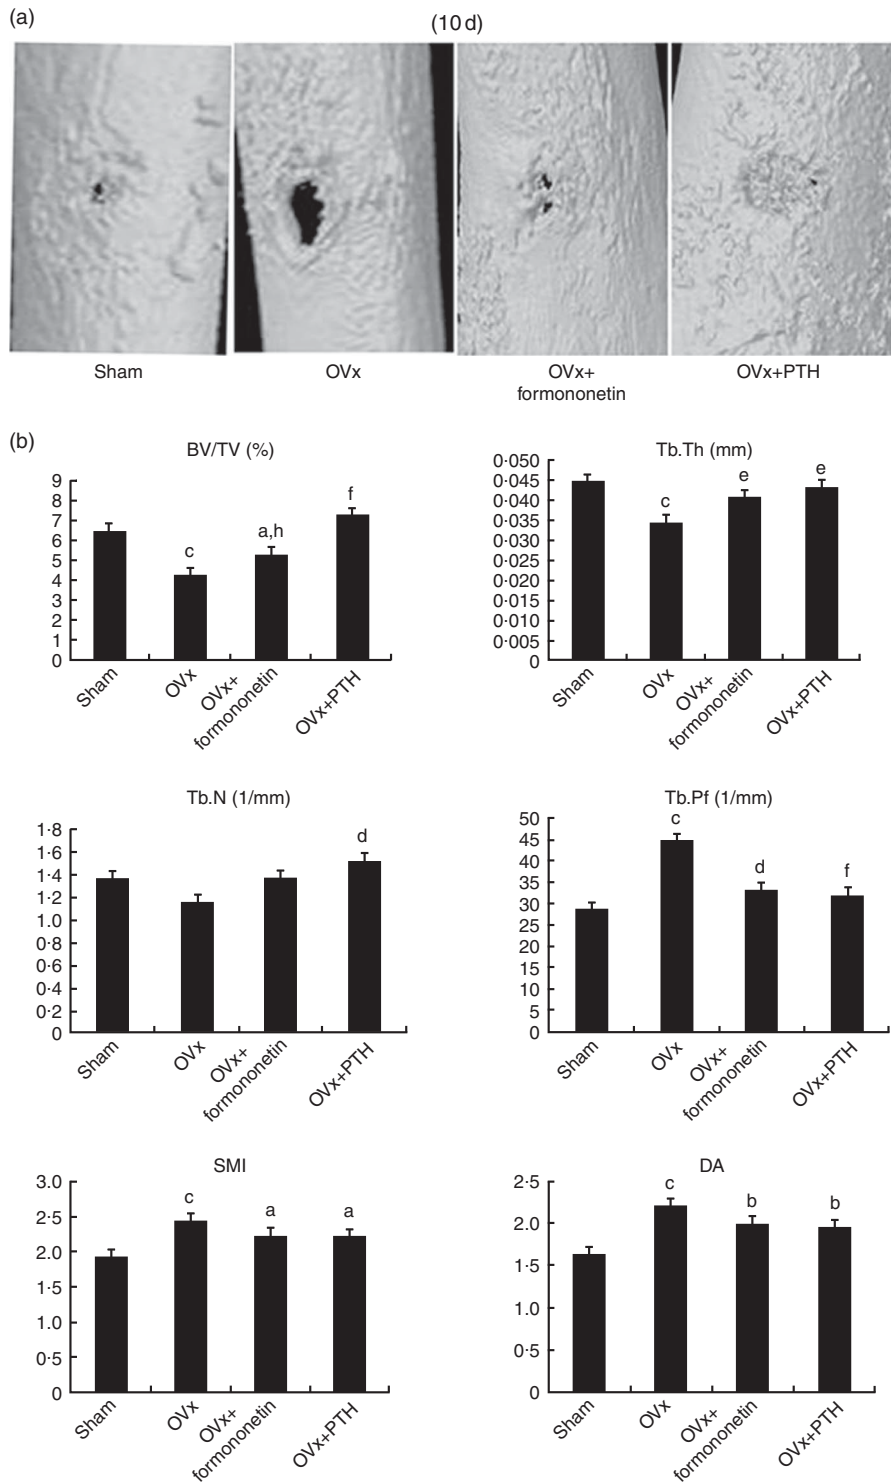 (a)
(10 d)
Sham
OVx
OVx+
formononetin
OVx+PTH
(b)
BV/TV (%)
9
8
7
6
5
4
3
2
1
0
c
a,h
f
Sham
OVx
OVx+
formononetin
OVx+PTH
Tb.Th (mm)
0·050
0·045
0·040
0·035
0·030
0·025
0·020
0·015
0·010
0·005
0
c
e
e
Sham
OVx
OVx+
formononetin
OVx+PTH
Tb.N (1/mm)
1·8
1·6
1·4
1·2
1.0
0·8
0·6
0·4
0·2
0
d
Sham
OVx
OVx+
formononetin
OVx+PTH
Tb.Pf (1/mm)
50
45
40
35
30
25
20
15
10
5
0
c
d
f
Sham
OVx
OVx+
formononetin
OVx+PTH
SMI
3.0
2·5
2·0
1·5
1·0
0·5
0
c
a
a
Sham
OVx
OVx+
formononetin
OVx+PTH
DA
2·5
2·0
1·5
1·0
0·5
0
c
b
b
Sham
OVx
OVx+
formononetin
OVx+PTH